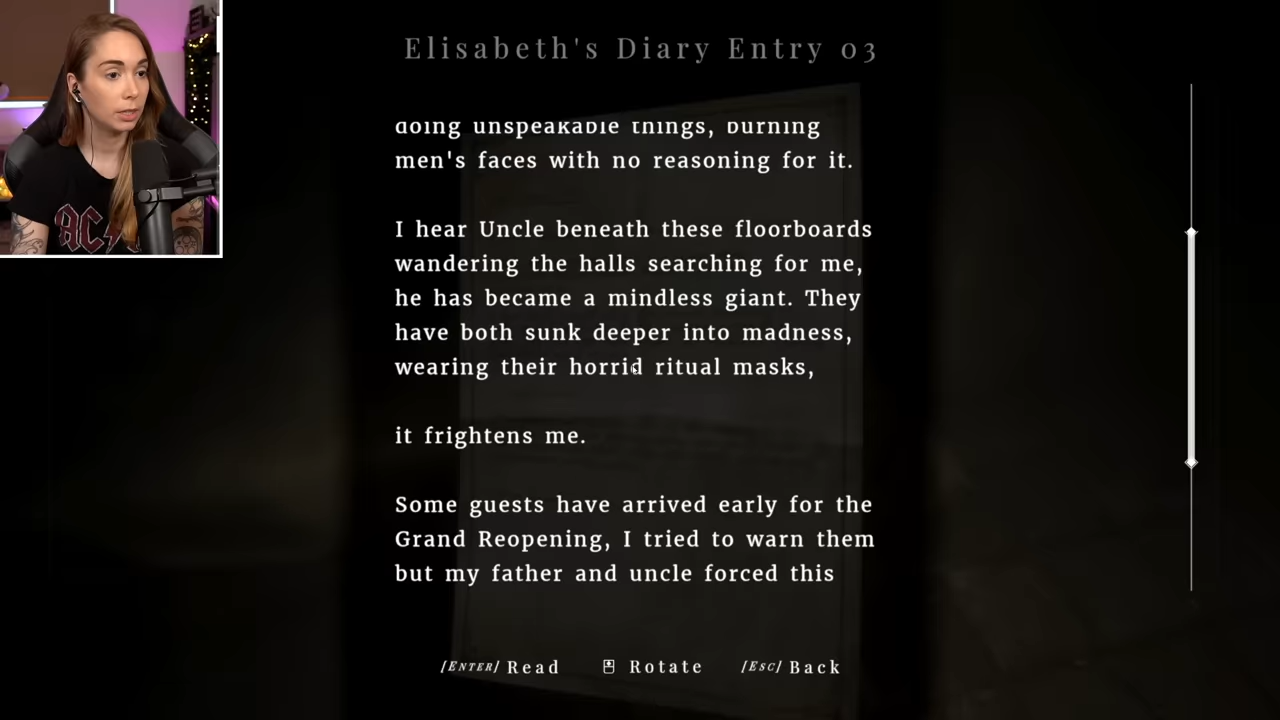 Elisabeth's Diary Entry 03
doing unspeakable things, burning
men's faces with no reasoning for it.
I hear Uncle beneath these floorboards
wandering the halls searching for me,
he has became a mindless giant. They
have both sunk deeper into madness,
wearing their horrid ritual masks,
it frightens me.
Some guests have arrived early for the
Grand Reopening, I tried to warn them
but my father and uncle forced this
[ENTER] Read Rotate [ESC] Back